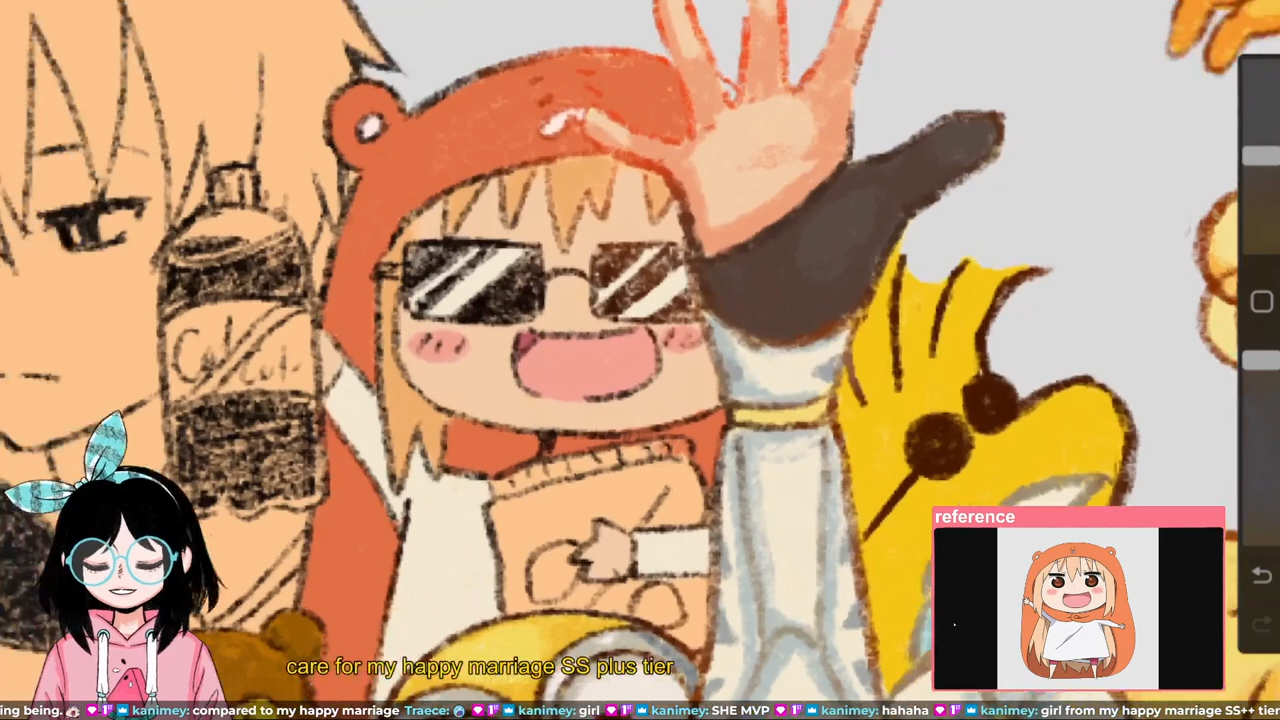 reference
care for my happy marriage SS plus tier
ing being. kanimey: compared to my happy marriage Traece: kanimey: girl kanimey: SHE MVP kanimey: hahaha kanimey: girl from my happy marriage SS++ tier